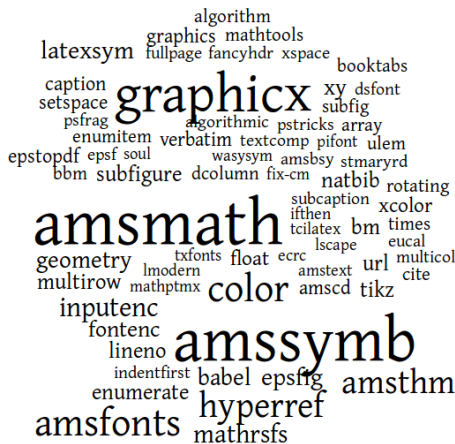 algorithm
graphics mathtools
latexsym fullpage fancyhdr xspace
booktabs
caption graphicx xy dsfont
setspace subfig
psfrag algorithmic pstricks array
enumitem verbatim textcomp pifont ulem
epstopdf epsf soul wasysym amsbsy stmaryrd
bbm subfigure dcolumn fix-cm natbib rotating
subcaption xcolor
amsmath ifthen bm times
tcilatex eucal
lscape
geometry txfonts float ecrc url multicol
multirow lmodern color amstext cite
mathptmx amscd tikz
inputenc
fontenc amssymb
lineno
indentfirst babel epsfig amsthm
enumerate hyperref
amsfonts mathrsfs